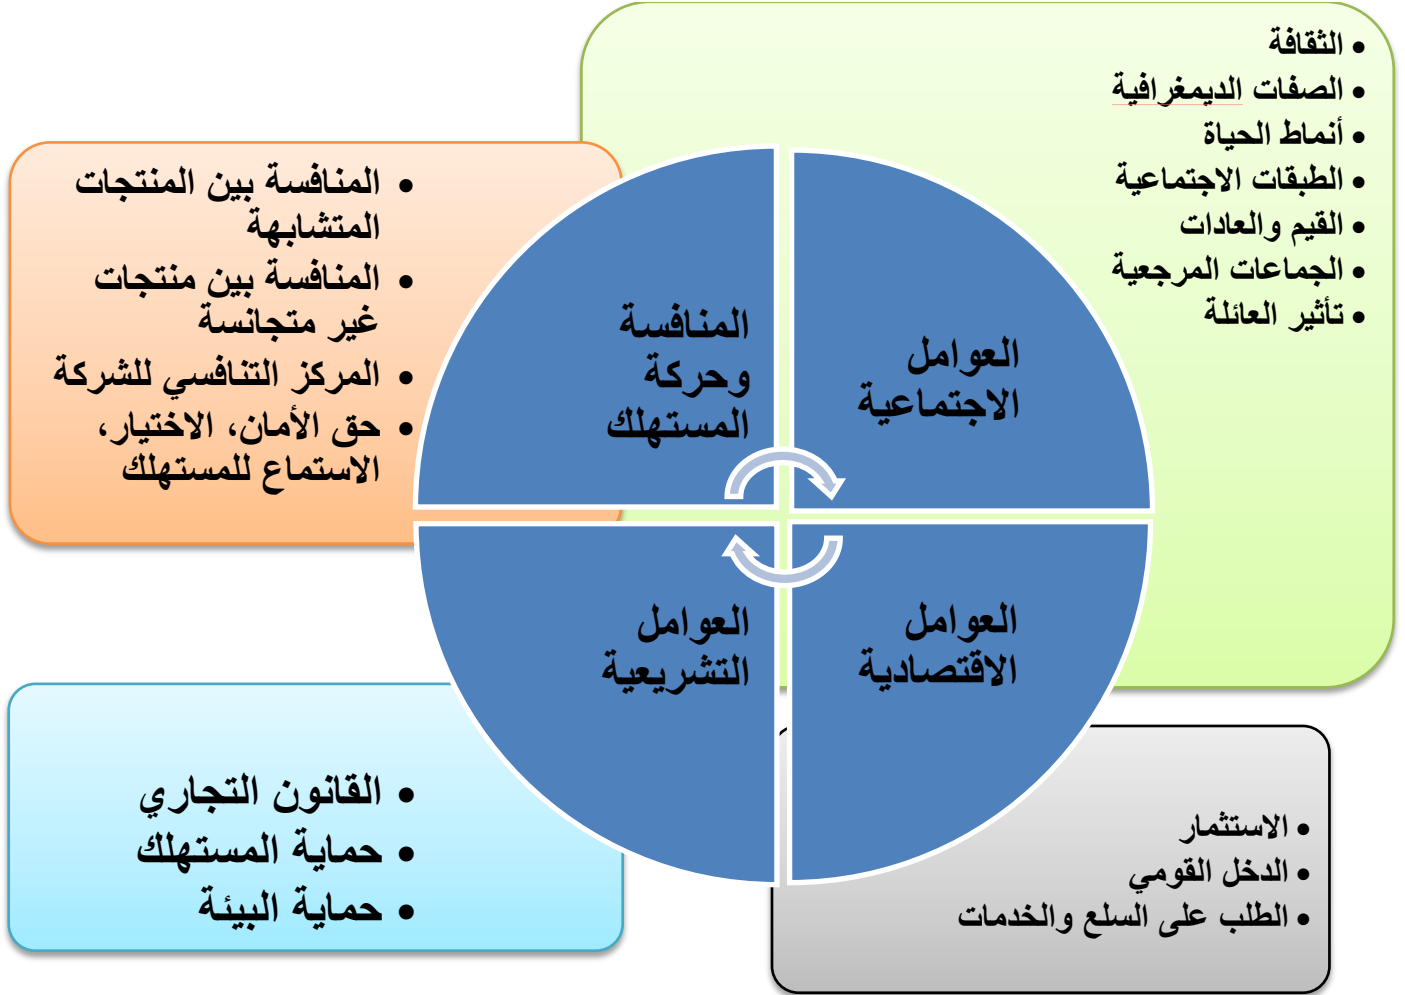 • الثقافة
• الصفات الديمغرافية
• أنماط الحياة
• الطبقات الاجتماعية
• القيم والعادات
• الجماعات المرجعية
• تأثير العائلة
العوامل
الاجتماعية
• المنافسة بين المنتجات
المتشابهة
• المنافسة بين منتجات
غير متجانسة
• المركز التنافسي للشركة
• حق الأمان، الاختيار،
الاستماع للمستهلك
المنافسة
وحركة
المستهلك
العوامل
الاقتصادية
• الاستثمار
• الدخل القومي
• الطلب على السلع والخدمات
العوامل
التشريعية
• القانون التجاري
• حماية المستهلك
• حماية البيئة